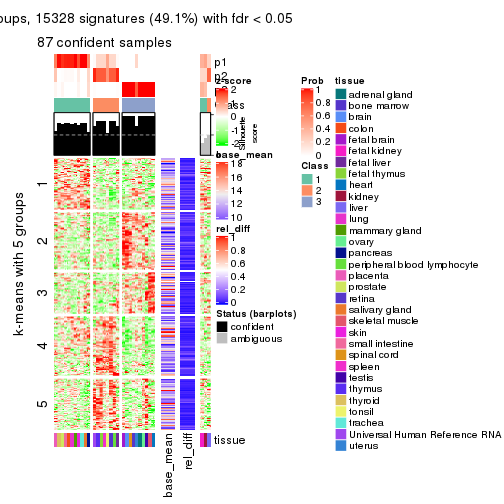 oups, 15328 signatures (49.1%) with fdr < 0.05
87 confident samples
p1
p2
z-score
2
1
0
-1
-2
Class
Silhouette
score
base_mean
18
16
14
12
10
rel_diff
1
0.8
0.6
0.4
0.2
0
Status (barplots)
confident
ambiguous
Prob
1
0.8
0.6
0.4
0.2
0
Class
1
2
3
tissue
adrenal gland
bone marrow
brain
colon
fetal brain
fetal kidney
fetal liver
fetal thymus
heart
kidney
liver
lung
mammary gland
ovary
pancreas
peripheral blood lymphocyte
placenta
prostate
retina
salivary gland
skeletal muscle
skin
small intestine
spinal cord
spleen
testis
thymus
thyroid
tonsil
trachea
Universal Human Reference RNA
uterus
k-means with 5 groups
1
2
3
4
5
tissue
base_mean
rel_diff